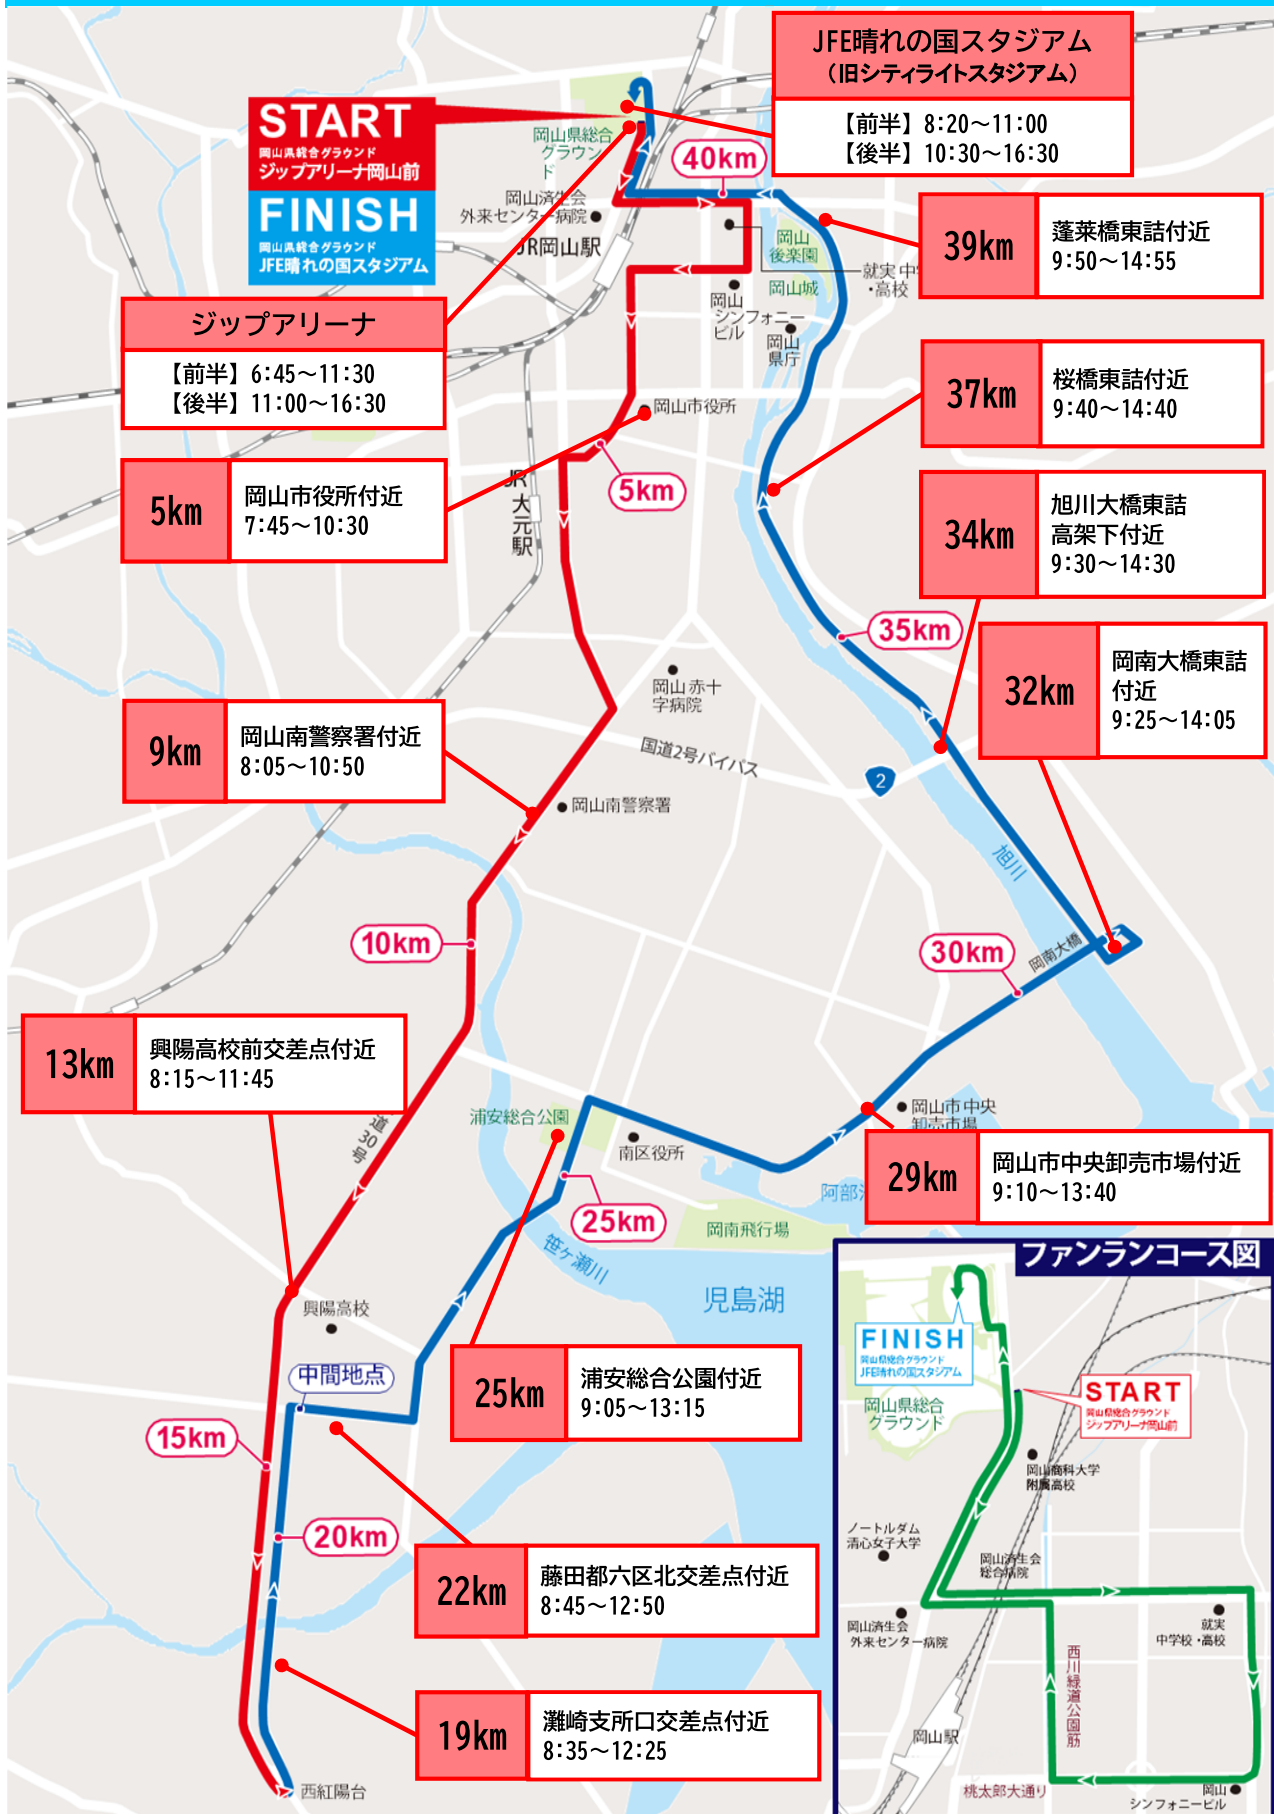 JFE晴れの国スタジアム
（旧シティライトスタジアム）
【前半】8:20〜11:00
【後半】10:30〜16:30
START
岡山県総合グラウンド
ジップアリーナ岡山前
FINISH
岡山県総合グラウンド
JFE晴れの国スタジアム
岡山県総合
グラウン
ド
40km
岡山済生会
外来センター病院
JR岡山駅
岡山
後楽園
39km
蓬莱橋東詰付近
9:50〜14:55
就実 中
・高校
岡山城
岡山
シンフォニー
ビル
岡山
県庁
ジップアリーナ
【前半】6:45〜11:30
【後半】11:00〜16:30
37km
桜橋東詰付近
9:40〜14:40
岡山市役所
5km
5km
岡山市役所付近
7:45〜10:30
JR
大元駅
34km
旭川大橋東詰
高架下付近
9:30〜14:30
35km
32km
岡南大橋東詰
付近
9:25〜14:05
岡山赤十
字病院
9km
岡山南警察署付近
8:05〜10:50
国道2号バイパス
2
岡山南警察署
旭川
10km
30km
岡南大橋
13km
興陽高校前交差点付近
8:15〜11:45
道30号
浦安総合公園
南区役所
岡山市中央
卸売市場
29km
岡山市中央卸売市場付近
9:10〜13:40
阿部
25km
岡南飛行場
笹ヶ瀬川
児島湖
興陽高校
中間地点
25km
浦安総合公園付近
9:05〜13:15
15km
20km
22km
藤田都六区北交差点付近
8:45〜12:50
19km
灘崎支所口交差点付近
8:35〜12:25
西紅陽台
ファンランコース図
FINISH
岡山県総合グラウンド
JFE晴れの国スタジアム
START
岡山県総合グラウンド
ジップアリーナ岡山前
岡山県総合
グラウンド
岡山商科大学
附属高校
ノートルダム
清心女子大学
岡山済生会
総合病院
岡山済生会
外来センター病院
就実
中学校・高校
西川緑道公園筋
岡山駅
桃太郎大通り
岡山
シンフォニービル